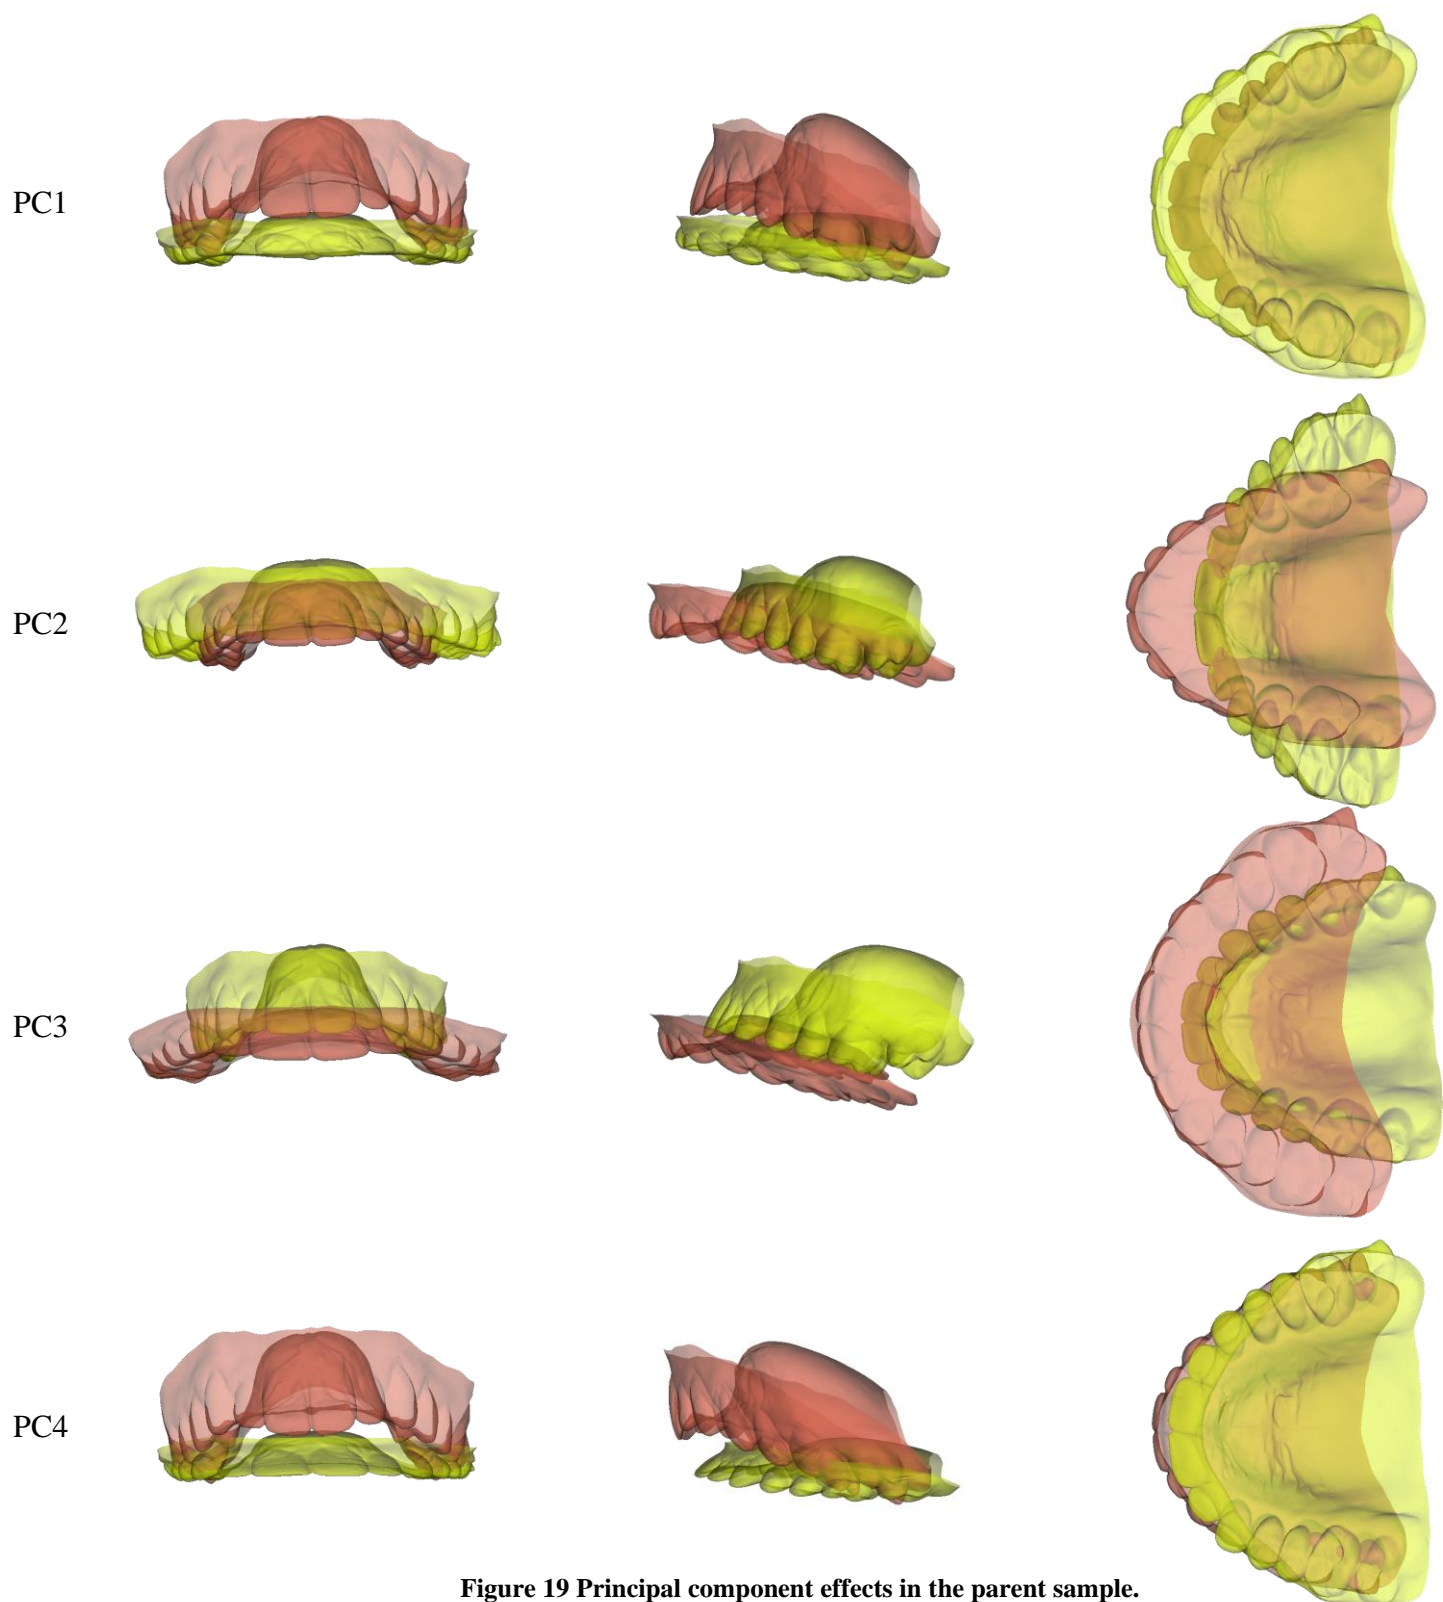 PC1
PC2
PC3
PC4
Figure 19 Principal component effects in the parent sample.